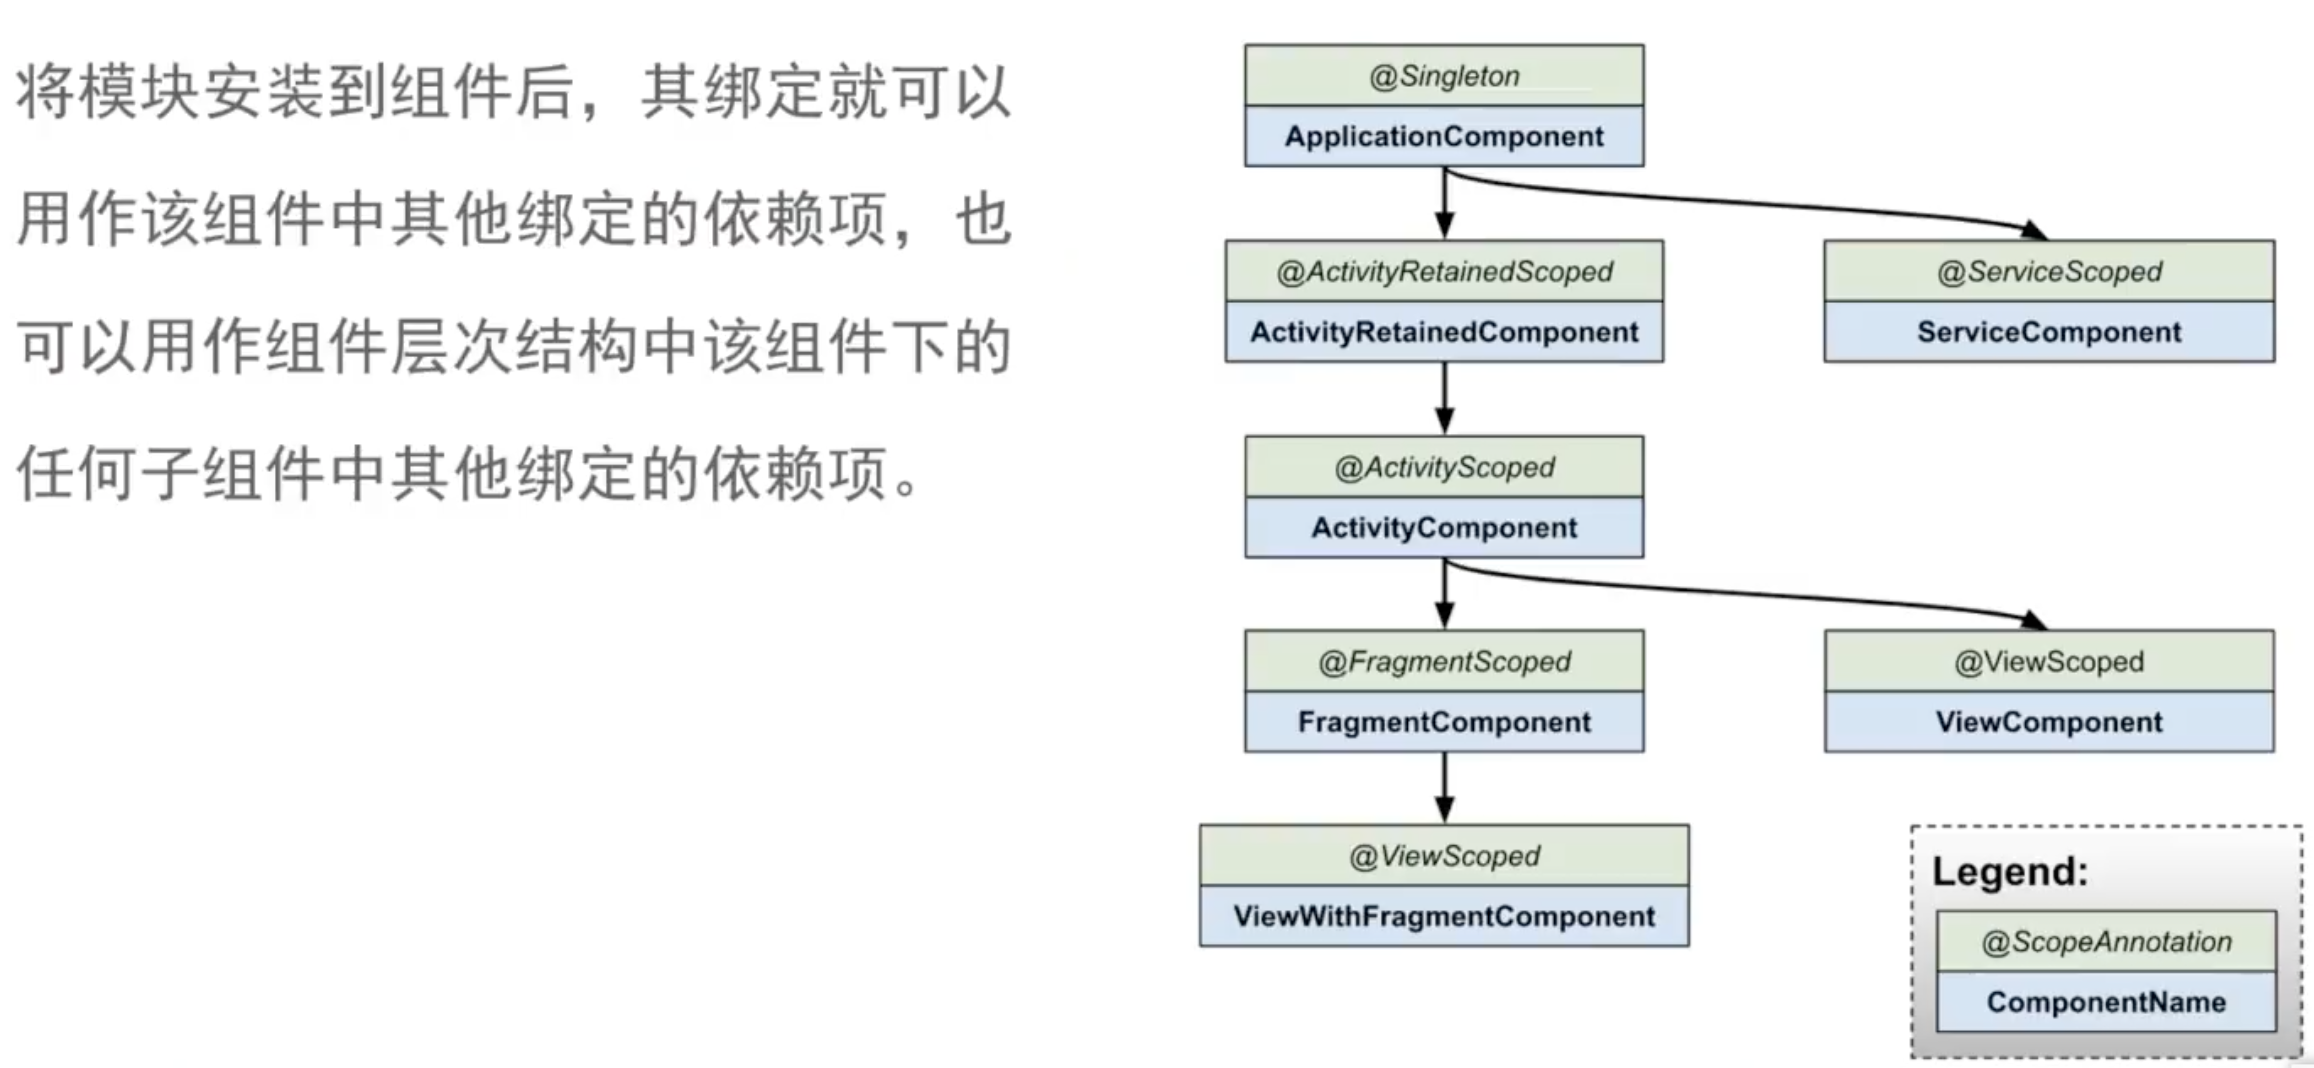 将模块安装到组件后，其绑定就可以
用作该组件中其他绑定的依赖项，也
可以用作组件层次结构中该组件下的
任何子组件中其他绑定的依赖项。
@Singleton
ApplicationComponent
@ActivityRetainedScoped
ActivityRetainedComponent
@ServiceScoped
ServiceComponent
@ActivityScoped
ActivityComponent
@FragmentScoped
FragmentComponent
@ViewScoped
ViewComponent
@ViewScoped
ViewWithFragmentComponent
Legend:
@ScopeAnnotation
ComponentName